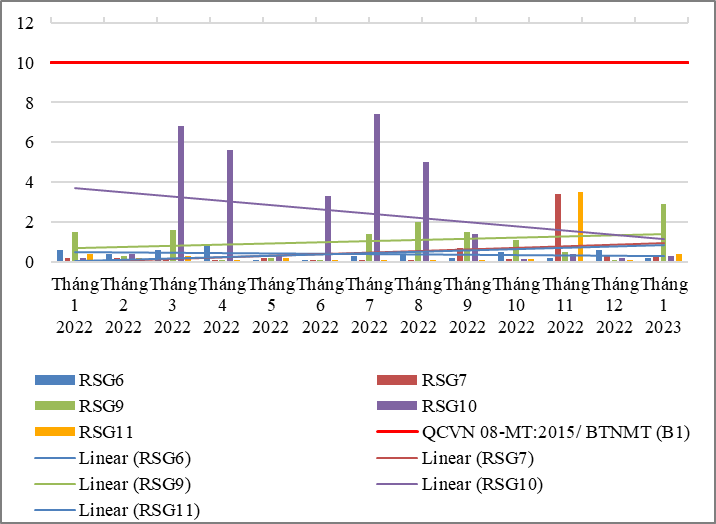 12
10
8
6
4
2
0
Tháng 1 2022
Tháng 2 2022
Tháng 3 2022
Tháng 4 2022
Tháng 5 2022
Tháng 6 2022
Tháng 7 2022
Tháng 8 2022
Tháng 9 2022
Tháng 10 2022
Tháng 11 2022
Tháng 12 2022
Tháng 1 2023
RSG6
RSG7
RSG9
RSG10
RSG11
QCVN 08-MT:2015/ BTNMT (B1)
Linear (RSG6)
Linear (RSG7)
Linear (RSG9)
Linear (RSG10)
Linear (RSG11)